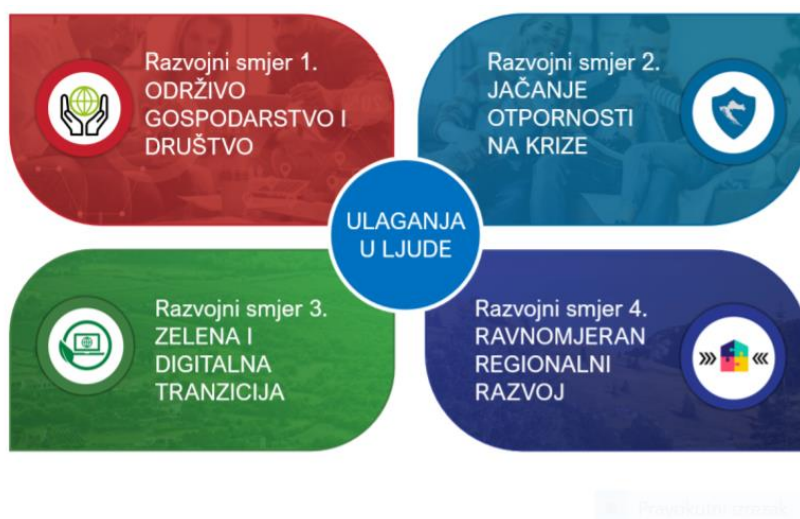 Razvojni smjer 1.
ODRŽIVO
GOSPODARSTVO I
DRUŠTVO
Razvojni smjer 2.
JAČANJE
OTPORNOSTI
NA KRIZE
ULAGANJA
U LJUDE
Razvojni smjer 3.
ZELENA I
DIGITALNA
TRANZICIJA
Razvojni smjer 4.
RAVNOMJERAN
REGIONALNI
RAZVOJ